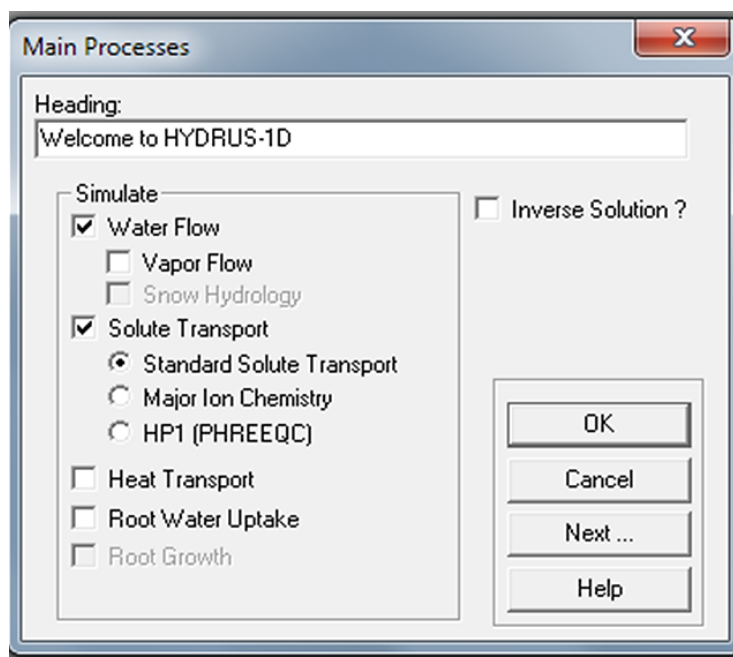 Main Processes
Heading:
Welcome to HYDRUS-1D
Simulate
Water Flow
Vapor Flow
Snow Hydrology
Solute Transport
Standard Solute Transport
Major Ion Chemistry
HP1 (PHREEQC)
Heat Transport
Root Water Uptake
Root Growth
Inverse Solution ?
OK
Cancel
Next ...
Help